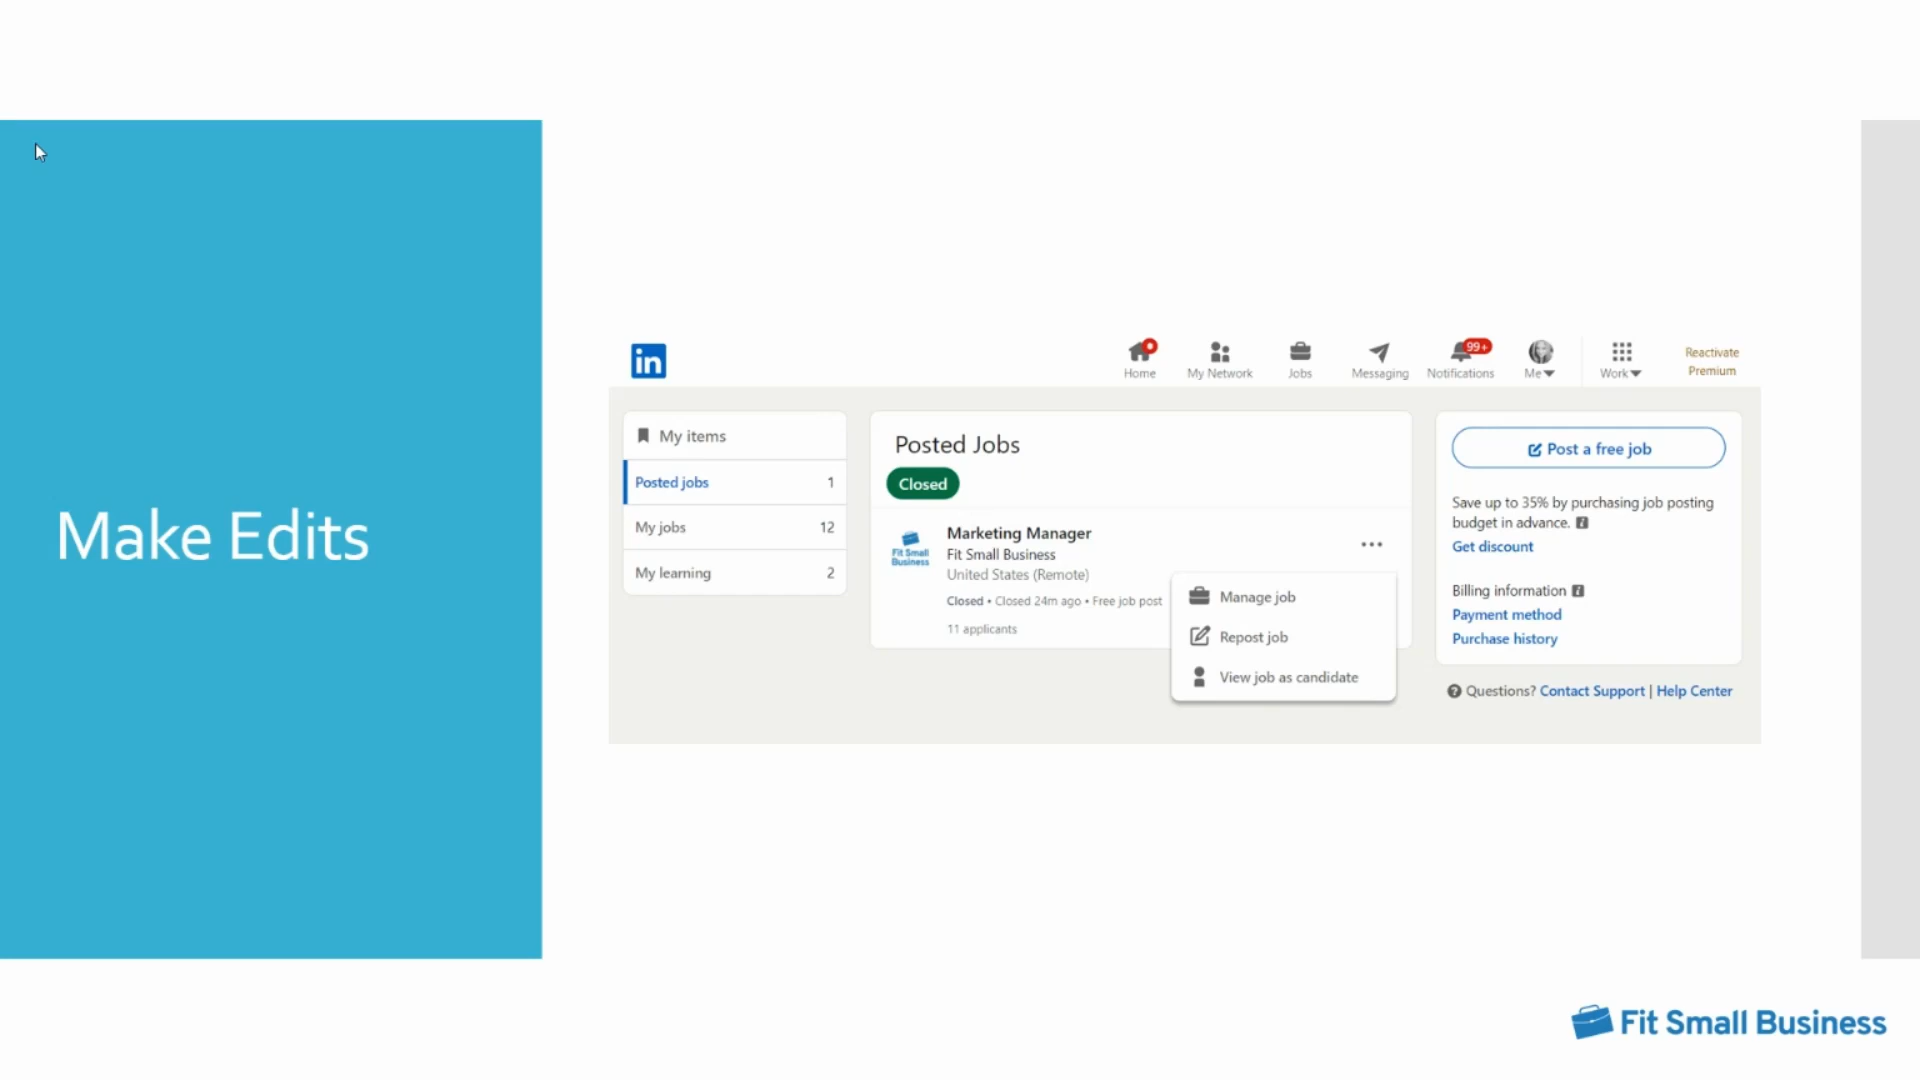 Make Edits
in
Home
My Network
Jobs
Messaging
99+
Notifications
Me
Work
Reactivate
Premium
My items
Posted jobs 1
My jobs 12
My learning 2
Posted Jobs
Closed
Fit Small
Business
Marketing Manager
Fit Small Business
United States (Remote)
Closed • Closed 24m ago • Free job post
11 applicants
Manage job
Repost job
View job as candidate
Post a free job
Save up to 35% by purchasing job posting
budget in advance.
Get discount
Billing information
Payment method
Purchase history
Questions? Contact Support | Help Center
Fit Small Business